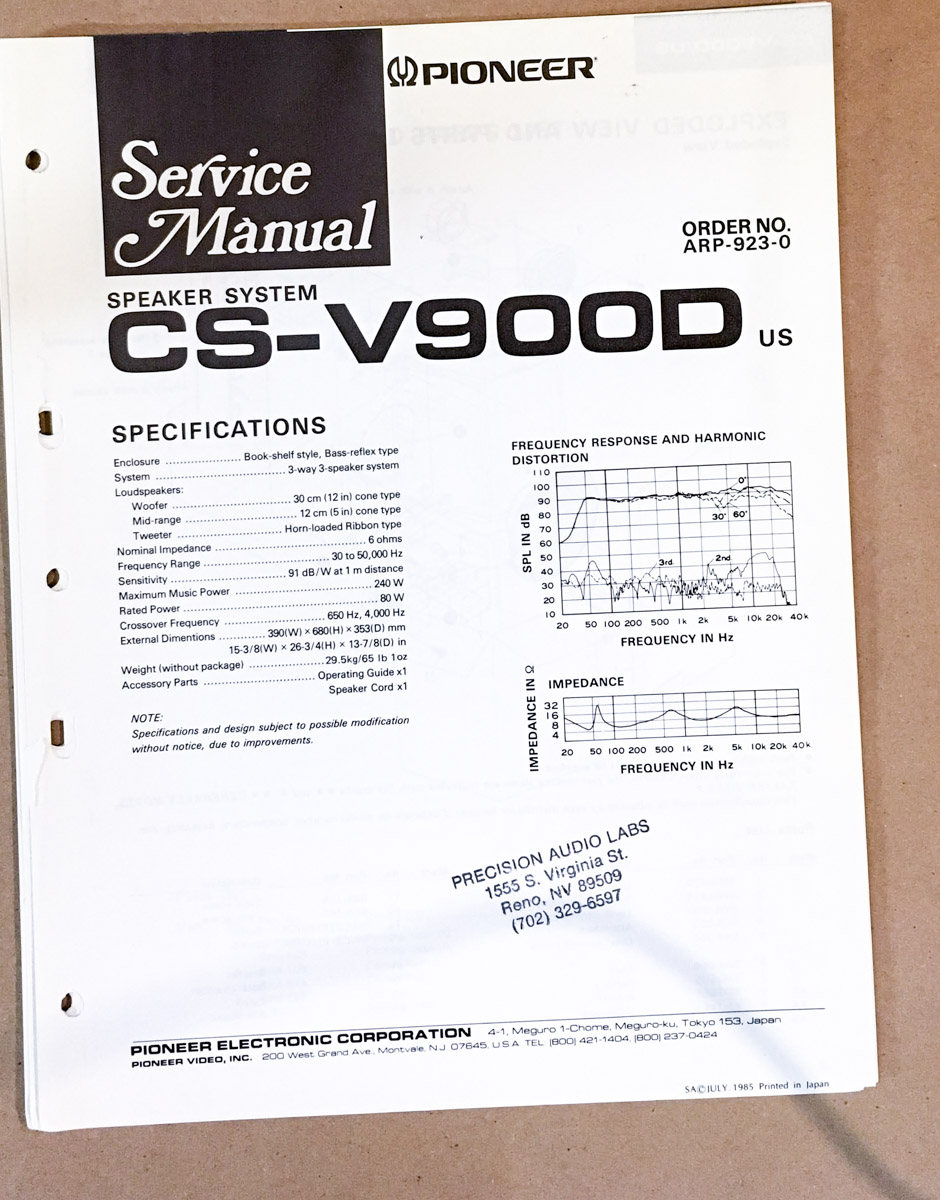 PIONEER
Service
Manual
ORDER NO.
ARP-923-0
SPEAKER SYSTEM
CS-V900D US
SPECIFICATIONS
Enclosure .................... Book-shelf style, Bass-reflex type
System .................................. 3-way 3-speaker system
Loudspeakers:
Woofer ............................... 30 cm (12 in) cone type
Mid-range ............................ 12 cm (5 in) cone type
Tweeter ............................. Horn-loaded Ribbon type
Nominal Impedance ......................................... 6 ohms
Frequency Range ................................ 30 to 50,000 Hz
Sensitivity ............................... 91 dB/W at 1 m distance
Maximum Music Power ..................................... 240 W
Rated Power ................................................... 80 W
Crossover Frequency ........................... 650 Hz, 4,000 Hz
External Dimentions ............ 390(W) × 680(H) × 353(D) mm
15-3/8(W) × 26-3/4(H) × 13-7/8(D) in
Weight (without package) ................... 29.5kg/65 lb 1oz
Accessory Parts ............................ Operating Guide x1
Speaker Cord x1
NOTE:
Specifications and design subject to possible modification
without notice, due to improvements.
FREQUENCY RESPONSE AND HARMONIC
DISTORTION
SPL IN dB
110
100
90
80
70
60
50
40
30
20
10
0°
30° 60°
3rd
2nd
20 50 100 200 500 1k 2k 5k 10k 20k 40k
FREQUENCY IN Hz
IMPEDANCE
IMPEDANCE IN Ω
32
16
8
4
20 50 100 200 500 1k 2k 5k 10k 20k 40k
FREQUENCY IN Hz
PRECISION AUDIO LABS
1555 S. Virginia St.
Reno, NV 89509
(702) 329-6597
PIONEER ELECTRONIC CORPORATION 4-1, Meguro 1-Chome, Meguro-ku, Tokyo 153, Japan
PIONEER VIDEO, INC. 200 West Grand Ave., Montvale, N.J. 07645, U.S.A. TEL (800) 421-1404, (800) 237-0424
SA©JULY 1985 Printed in Japan